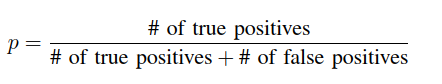 p = # of true positives
# of true positives + # of false positives